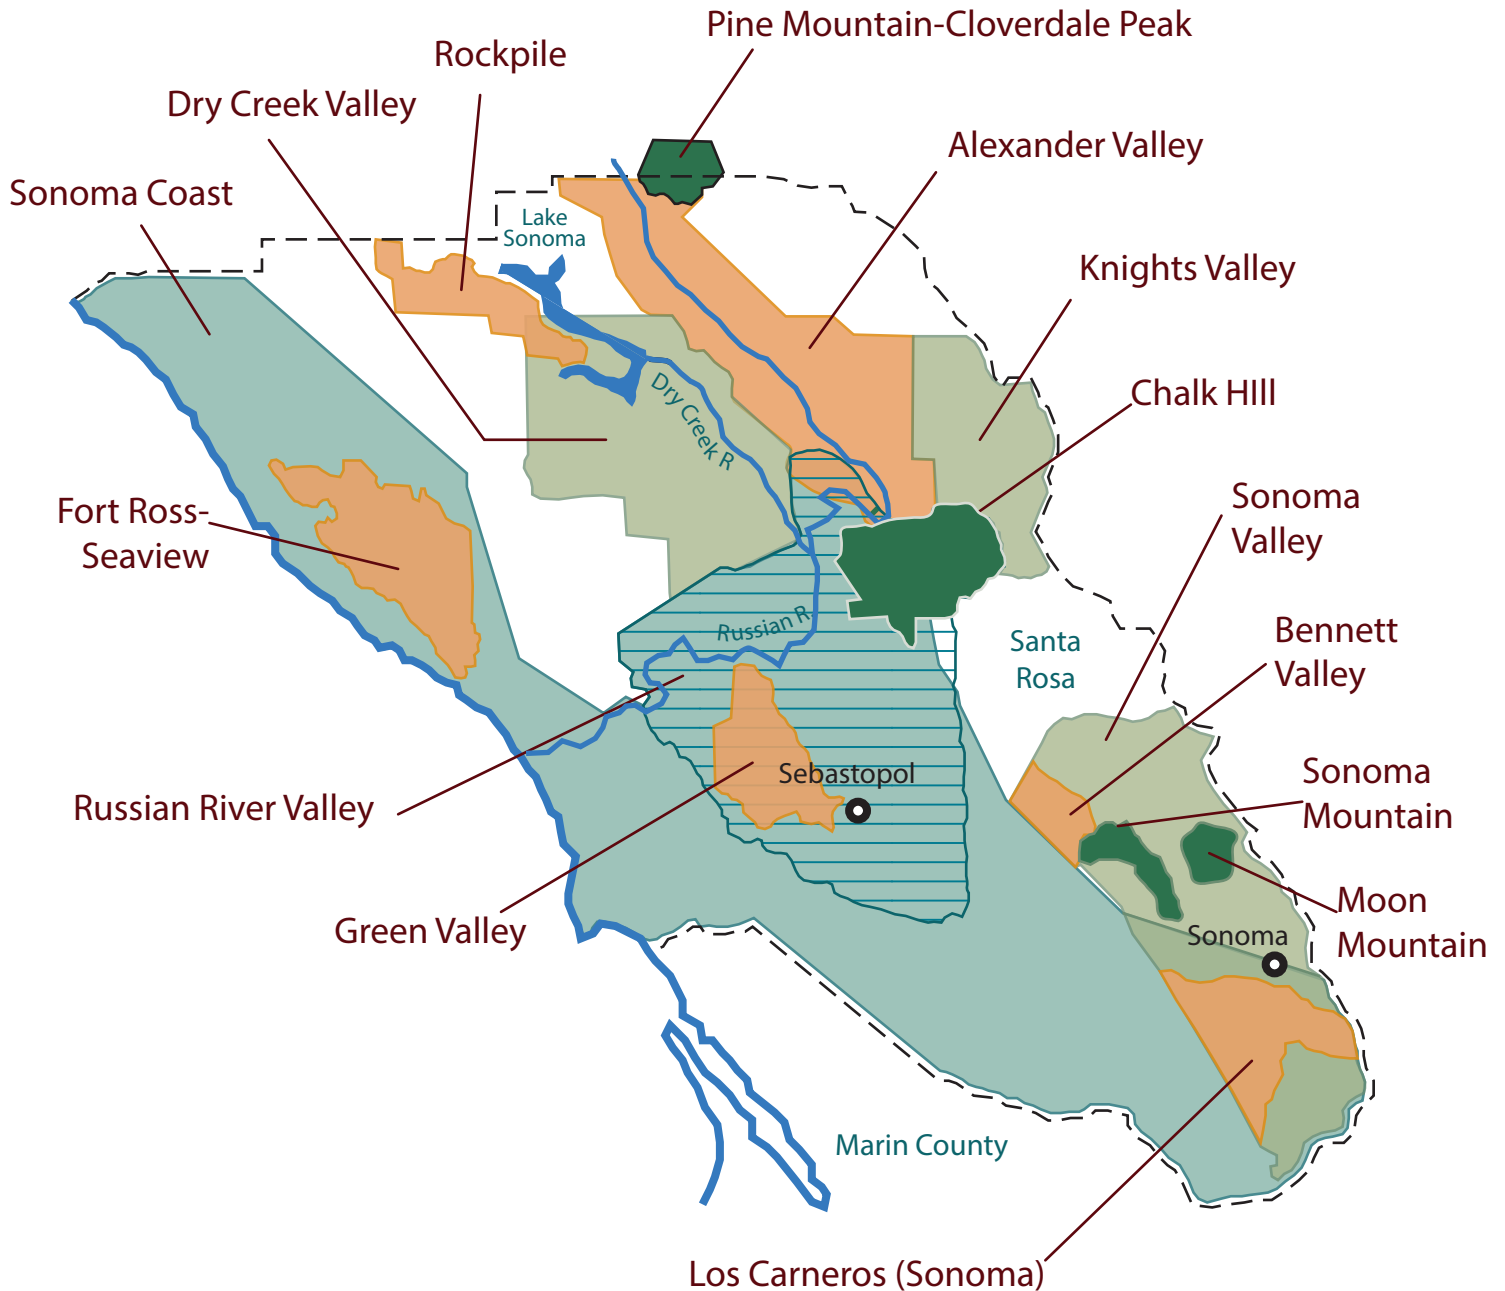 Pine Mountain-Cloverdale Peak
Rockpile
Dry Creek Valley
Alexander Valley
Sonoma Coast
Lake
Sonoma
Knights Valley
Chalk HIll
Dry Creek R
Sonoma
Valley
Fort Ross-
Seaview
Russian R.
Santa
Rosa
Bennett
Valley
Sebastopol
Sonoma
Mountain
Russian River Valley
Moon
Mountain
Green Valley
Sonoma
Marin County
Los Carneros (Sonoma)